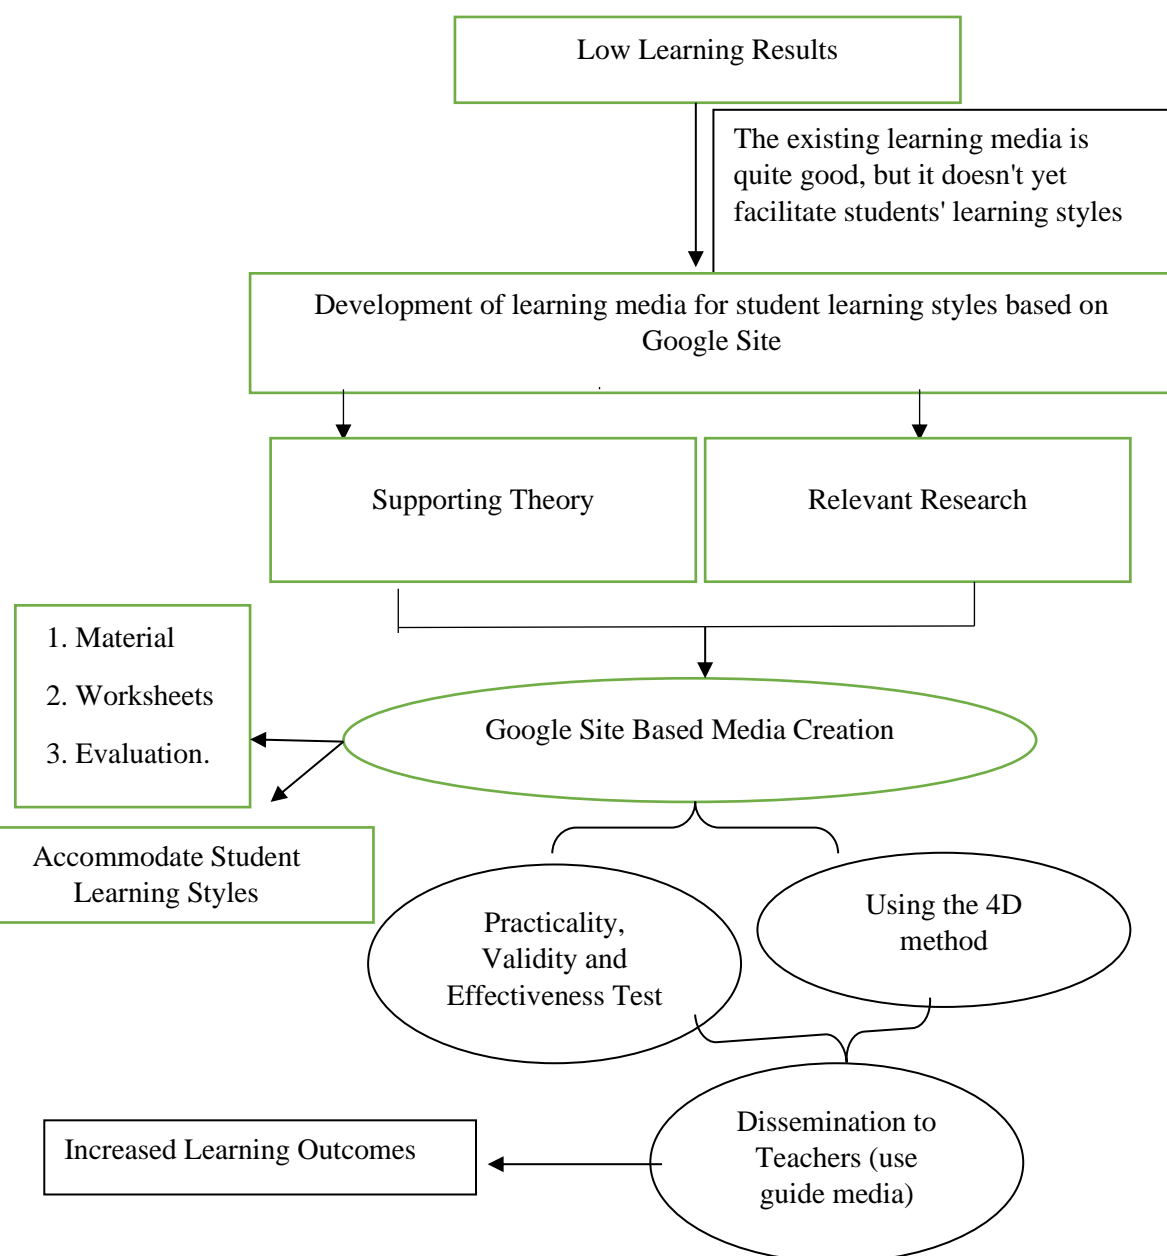 Low Learning Results
The existing learning media is
quite good, but it doesn't yet
facilitate students' learning styles
Development of learning media for student learning styles based on
Google Site
Supporting Theory
Relevant Research
1. Material
2. Worksheets
3. Evaluation.
Google Site Based Media Creation
Accommodate Student
Learning Styles
Practicality,
Validity and
Effectiveness Test
Using the 4D
method
Dissemination to
Teachers (use
guide media)
Increased Learning Outcomes